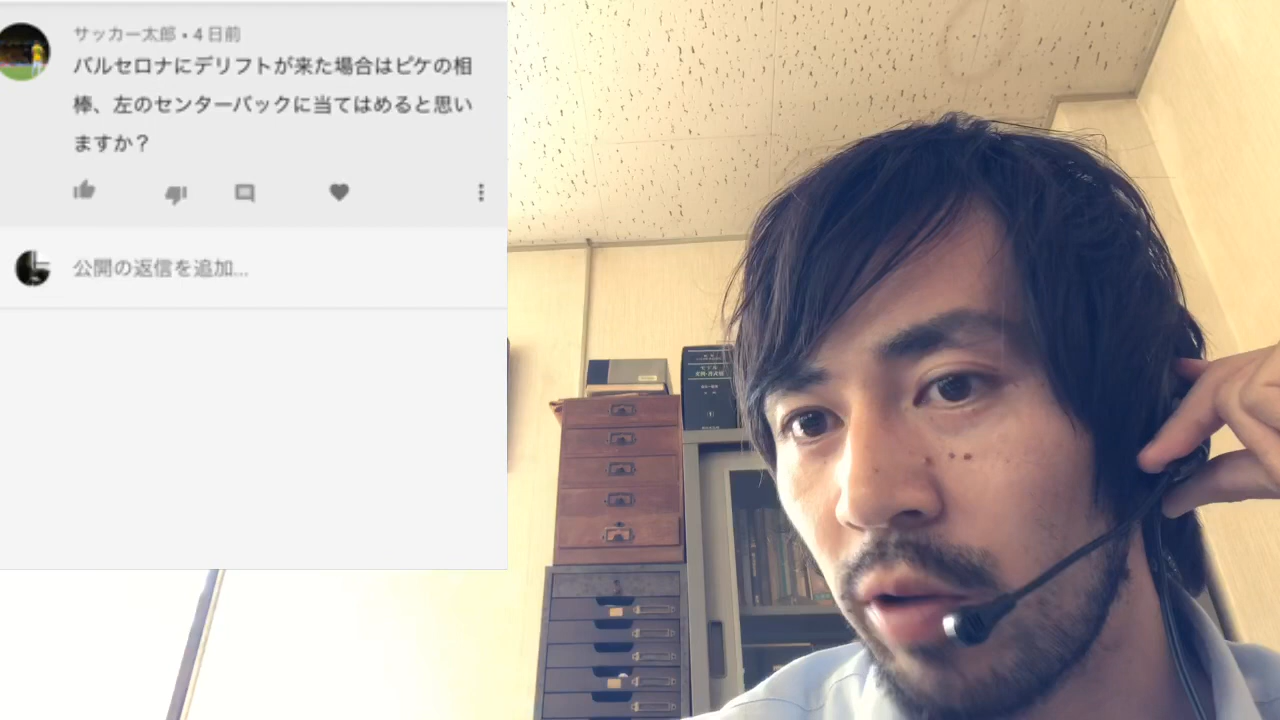 サッカー太郎 • 4 日前
バルセロナにデリフトが来た場合はピケの相
棒、左のセンターバックに当てはめると思い
ますか？
公開の返信を追加...